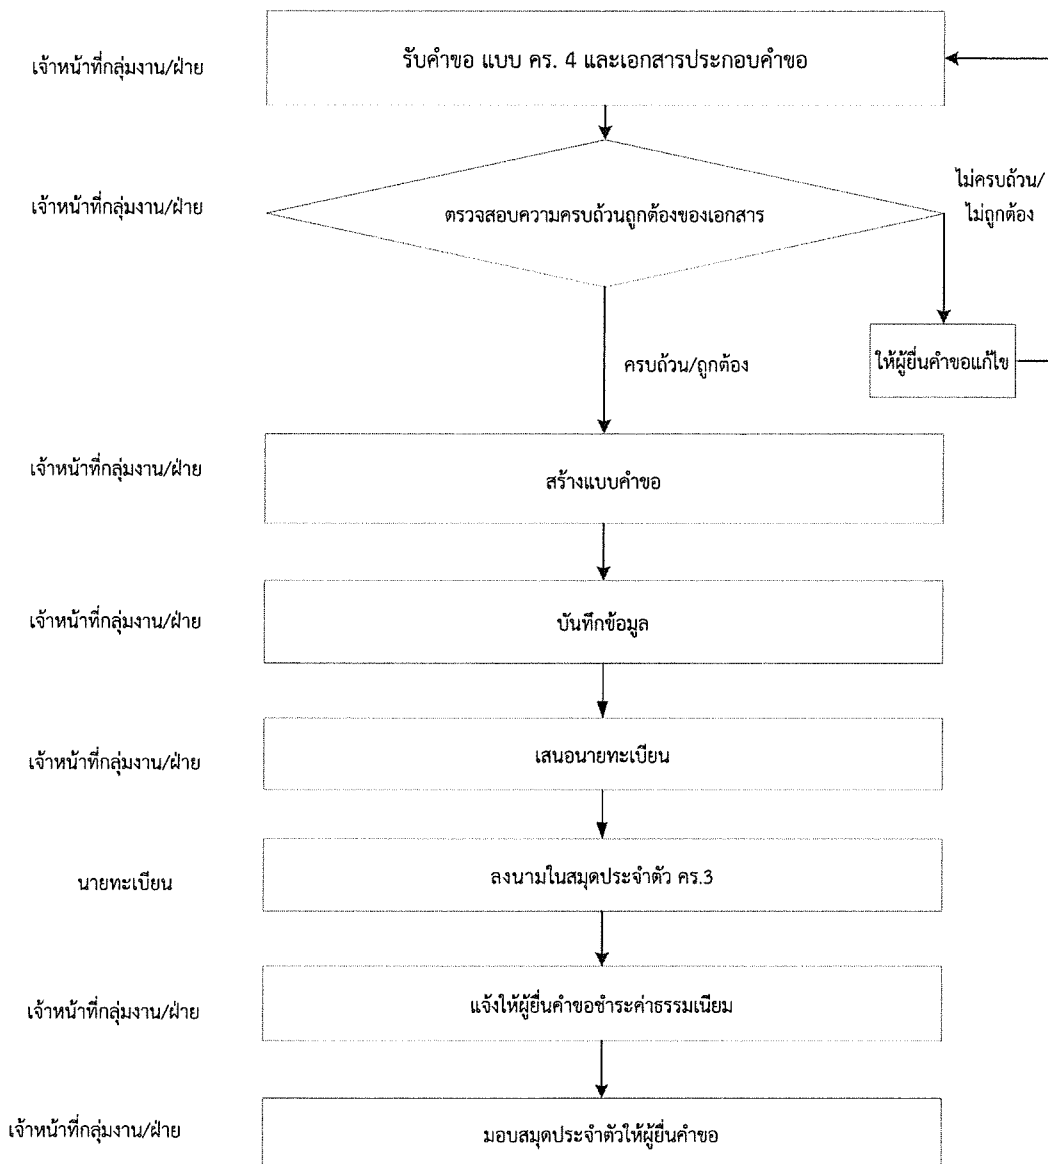 เจ้าหน้าที่กลุ่มงาน/ฝ่าย
รับคำขอ แบบ คร. 4 และเอกสารประกอบคำขอ
เจ้าหน้าที่กลุ่มงาน/ฝ่าย
ตรวจสอบความครบถ้วนถูกต้องของเอกสาร
ไม่ครบถ้วน/
ไม่ถูกต้อง
ให้ผู้ยื่นคำขอแก้ไข
ครบถ้วน/ถูกต้อง
เจ้าหน้าที่กลุ่มงาน/ฝ่าย
สร้างแบบคำขอ
เจ้าหน้าที่กลุ่มงาน/ฝ่าย
บันทึกข้อมูล
เจ้าหน้าที่กลุ่มงาน/ฝ่าย
เสนอนายทะเบียน
นายทะเบียน
ลงนามในสมุดประจำตัว คร.3
เจ้าหน้าที่กลุ่มงาน/ฝ่าย
แจ้งให้ผู้ยื่นคำขอชำระค่าธรรมเนียม
เจ้าหน้าที่กลุ่มงาน/ฝ่าย
มอบสมุดประจำตัวให้ผู้ยื่นคำขอ